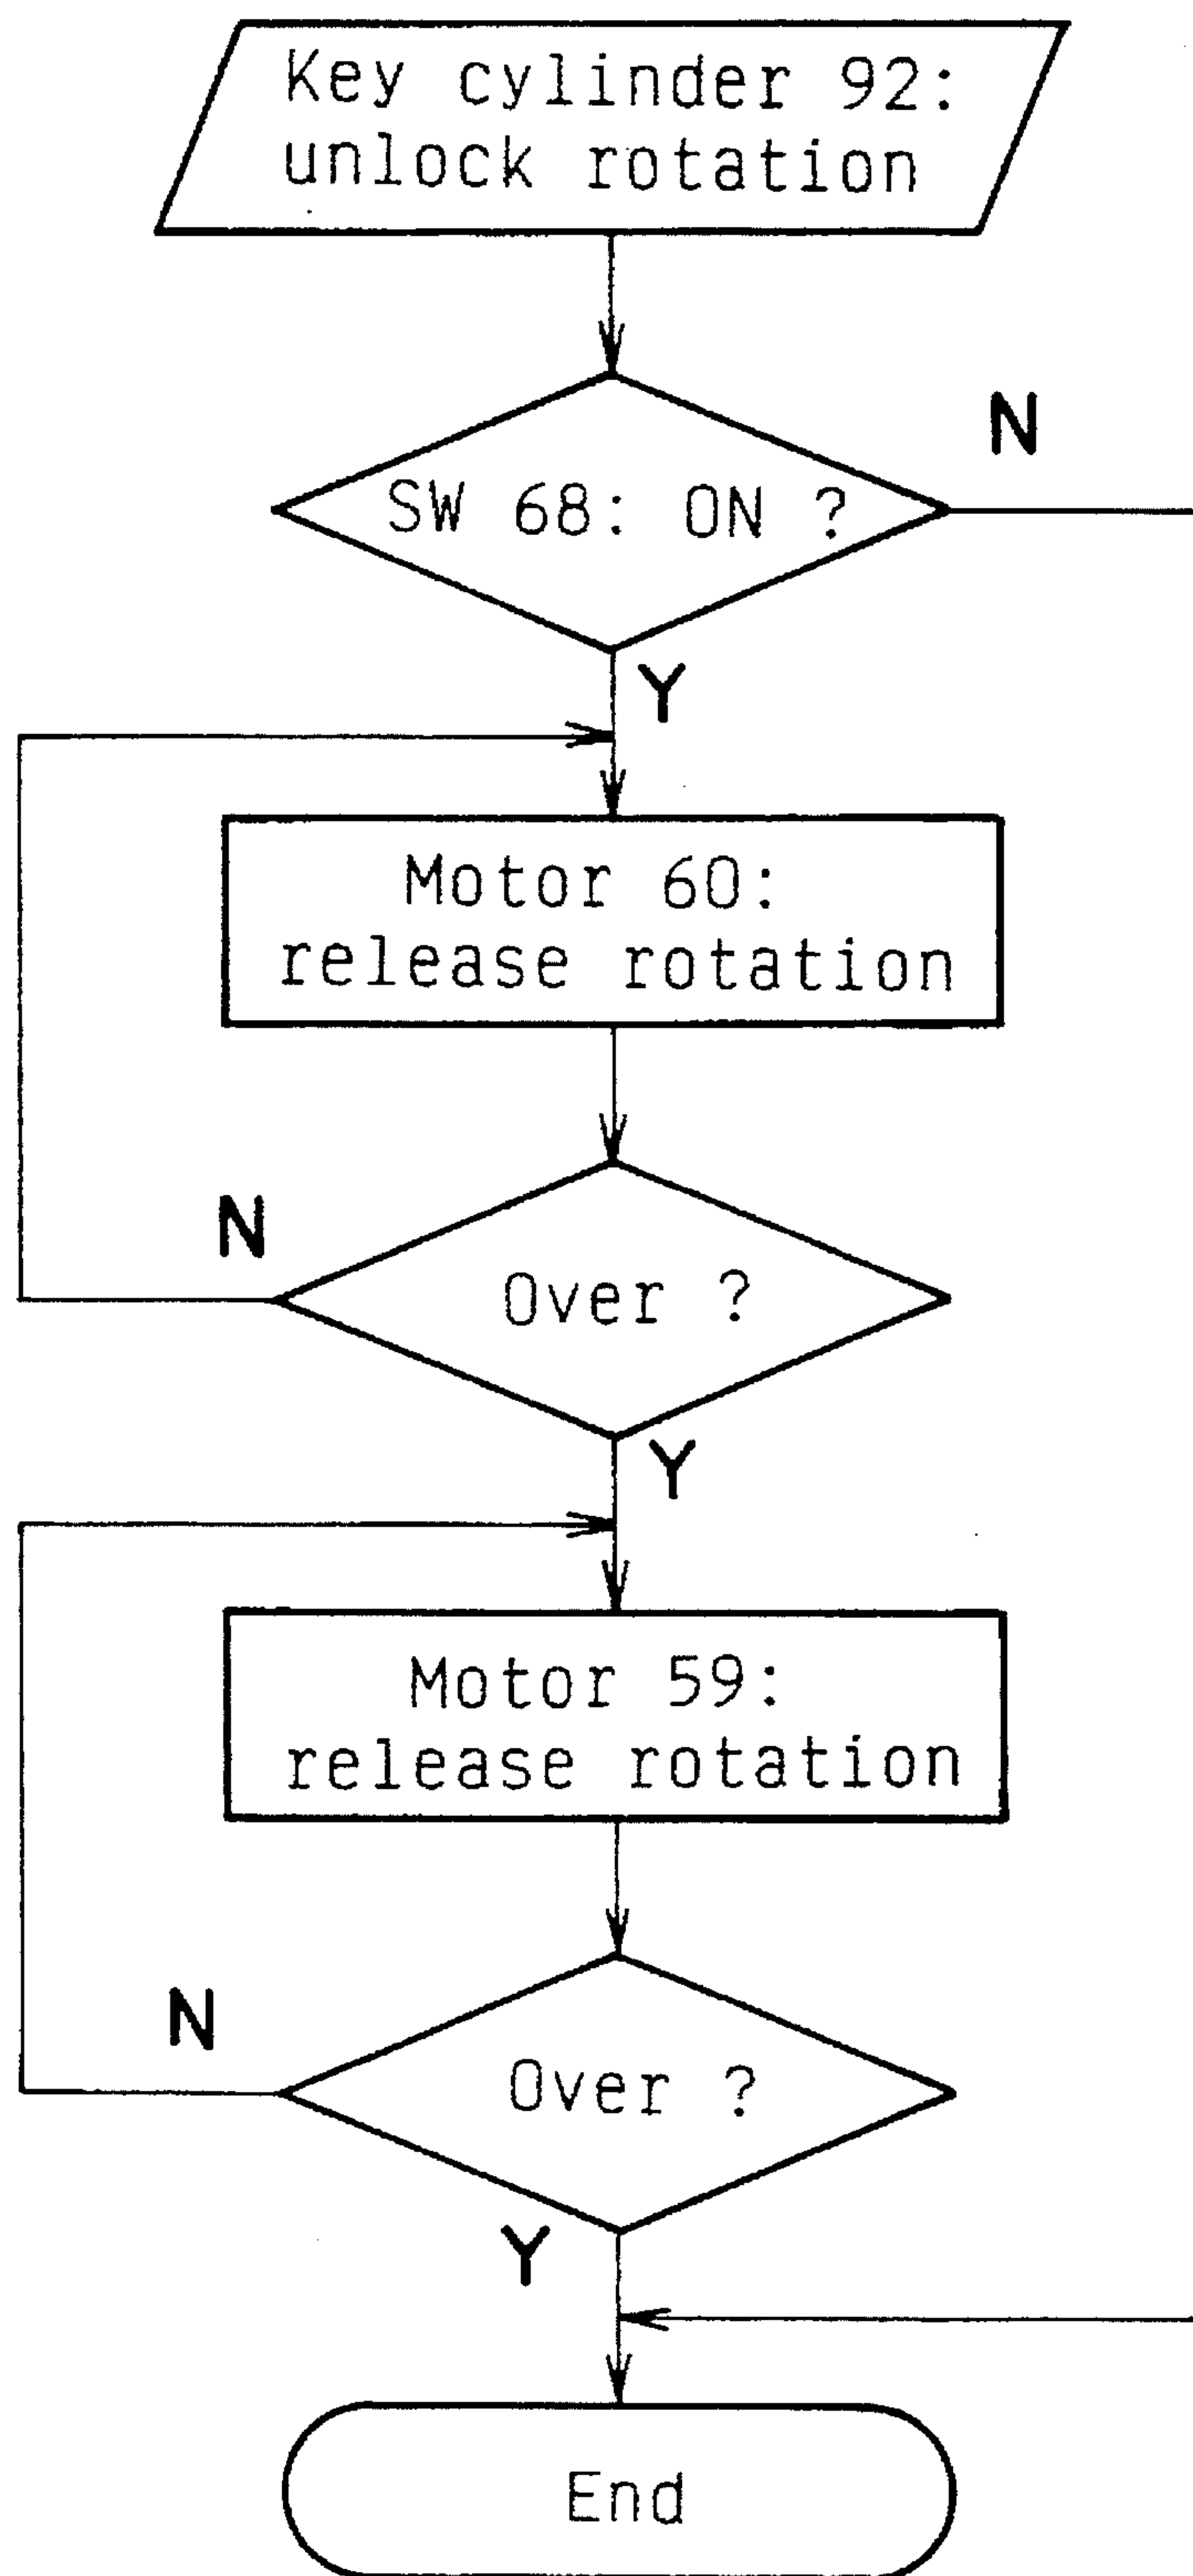 Key cylinder 92:
unlock rotation
N
SW 68: ON ?
Y
Motor 60:
release rotation
N
Over ?
Y
Motor 59:
release rotation
N
Over ?
Y
End